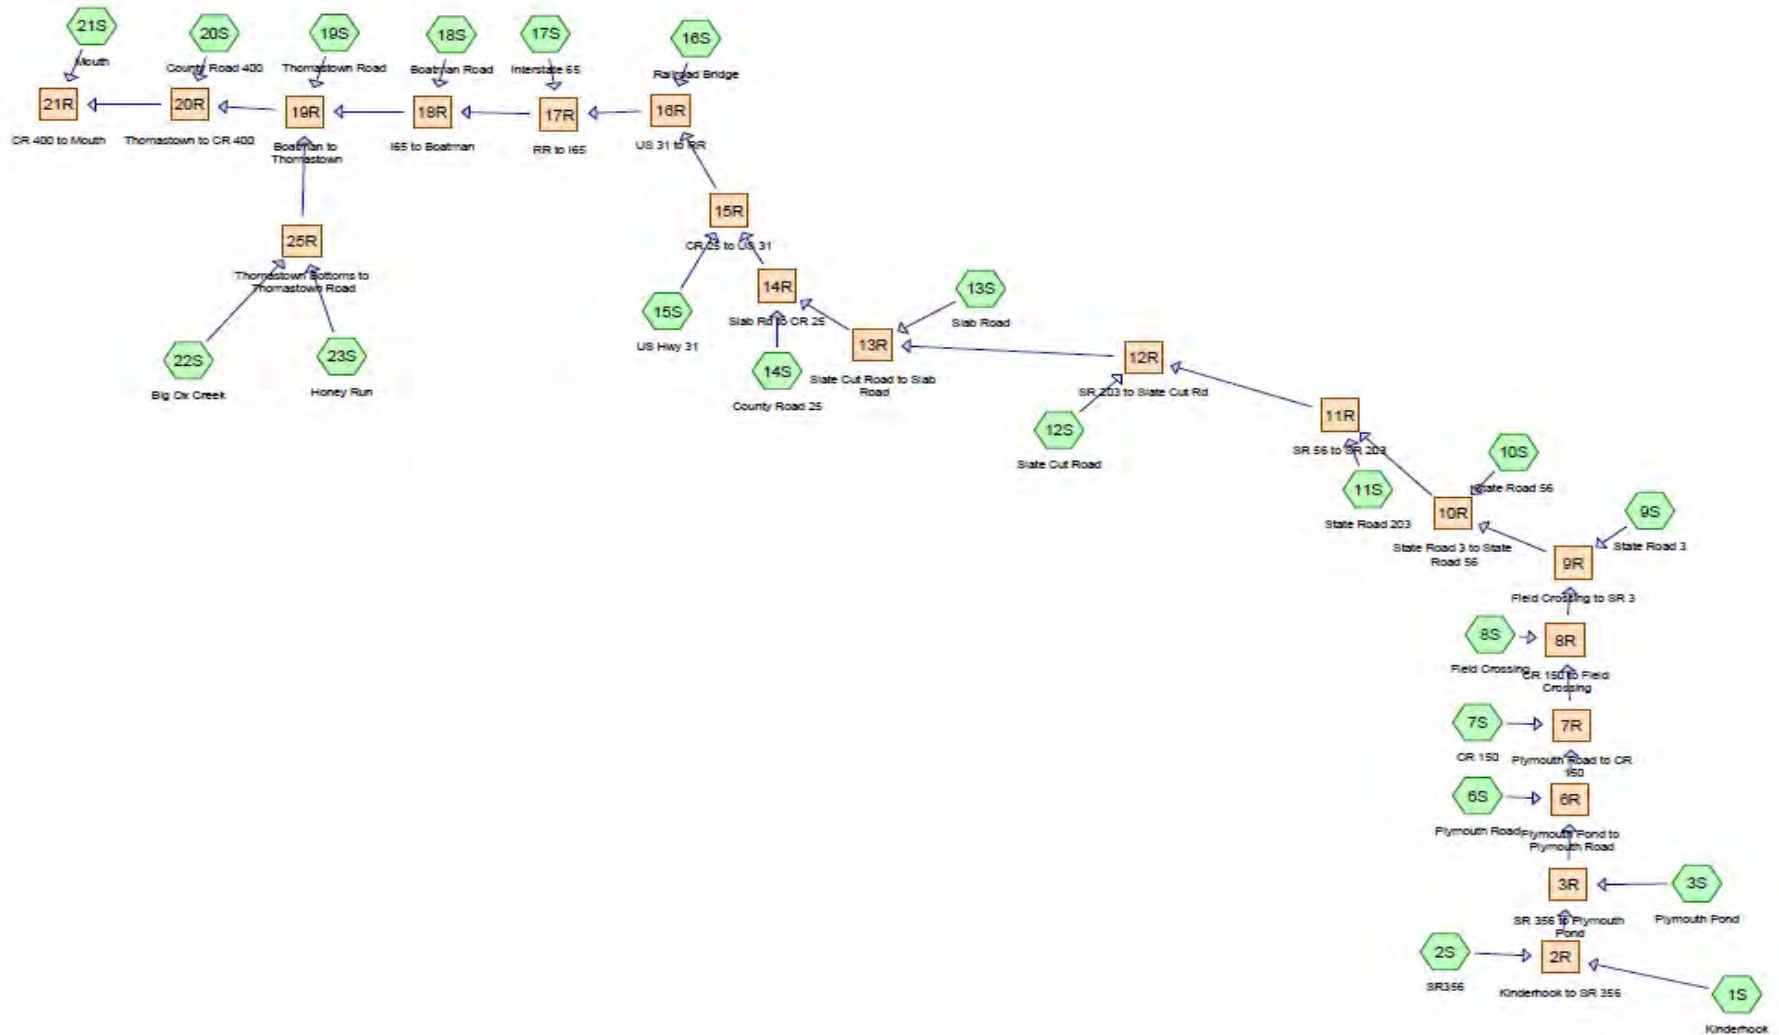 21S
20S
19S
18S
17S
16S
Mouth
County Road 400
Thomastown Road
Boatman Road
Interstate 65
Railroad Bridge
21R
20R
19R
18R
17R
16R
CR 400 to Mouth
Thomastown to CR 400
Boatman to
Thomastown
I65 to Boatman
RR to I65
US 31 to RR
15R
CR 25 to US 31
25R
Thomastown Bottoms to
Thomastown Road
14R
Slab Rd to CR 25
13S
Slab Road
15S
US Hwy 31
13R
Slate Cut Road to Slab
Road
12R
SR 203 to Slate Cut Rd
22S
Big Ox Creek
23S
Honey Run
14S
County Road 25
11R
SR 56 to SR 203
12S
Slate Cut Road
10S
State Road 56
11S
State Road 203
10R
State Road 3 to State
Road 56
9S
State Road 3
9R
Field Crossing to SR 3
8S
Field Crossing
8R
CR 150 to Field
Crossing
7S
CR 150
7R
Plymouth Road to CR
150
6S
Plymouth Road
6R
Plymouth Pond to
Plymouth Road
3R
SR 356 to Plymouth
Pond
3S
Plymouth Pond
2S
SR356
2R
Kinderhook to SR 356
1S
Kinderhook